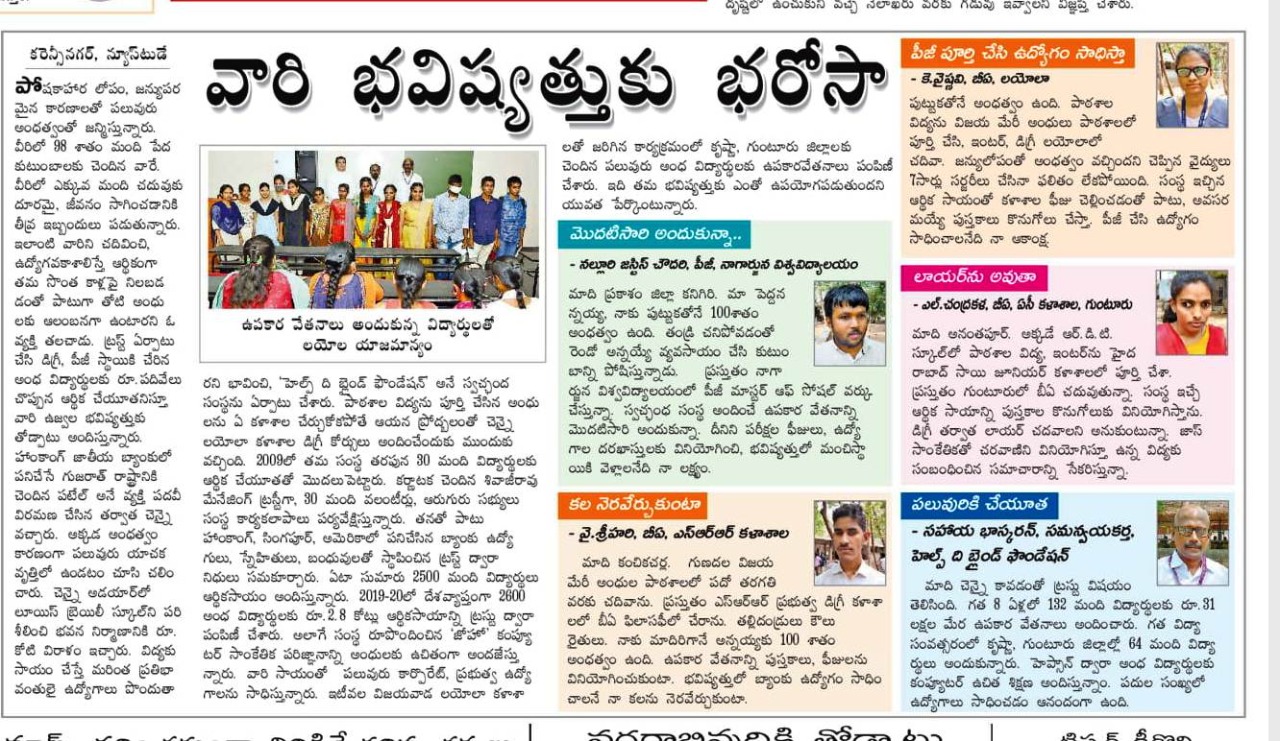 దృష్టిలో ఉంచుకుని వచ్చే నెలాఖరు వరకు గడువు ఇవ్వాలని విజ్ఞప్తి చేశారు.
వారి భవిష్యత్తుకు భరోసా
కరెన్సీనగర్, న్యూస్‌టుడే
పోషకాహార లోపం, జన్యుపర
మైన కారణాలతో పలువురు
అంధత్వంతో జన్మిస్తున్నారు.
వీరిలో 98 శాతం మంది పేద
కుటుంబాలకు చెందిన వారే.
వీరిలో ఎక్కువ మంది చదువుకు
దూరమై, జీవనం సాగించడానికి
తీవ్ర ఇబ్బందులు పడుతున్నారు.
ఇలాంటి వారిని చదివించి,
ఉద్యోగవకాశాలిస్తే ఆర్థికంగా
తమ సొంత కాళ్లపై నిలబడ
డంతో పాటుగా తోటి అంధు
లకు ఆలంబనగా ఉంటారని ఓ
వ్యక్తి తలచాడు. ట్రస్ట్ ఏర్పాటు
చేసి డిగ్రీ, పీజీ స్థాయికి చేరిన
అంధ విద్యార్థులకు రూ.పదివేలు
చొప్పున ఆర్థిక చేయూతనిస్తూ
వారి ఉజ్వల భవిష్యత్తుకు
తోడ్పాటు అందిస్తున్నారు.
హాంకాంగ్ జాతీయ బ్యాంకులో
పనిచేసే గుజరాత్ రాష్ట్రానికి
చెందిన పటేల్ అనే వ్యక్తి పదవీ
విరమణ చేసిన తర్వాత చెన్నై
వచ్చారు. అక్కడ అంధత్వం
కారణంగా పలువురు యాచక
వృత్తిలో ఉండటం చూసి చలిం
చారు. చెన్నై అడయార్‌లో
లూయిస్ బ్రెయిలీ స్కూల్‌ని పరి
శీలించి భవన నిర్మాణానికి రూ.
కోటి విరాళం ఇచ్చారు. విద్యకు
సాయం చేస్తే మరింత ప్రతిభా
వంతులై ఉద్యోగాలు పొందుతా
ఉపకార వేతనాలు అందుకున్న విద్యార్థులతో
లయోల యాజమాన్యం
రని భావించి, 'హెల్ప్ ద బ్లైండ్ ఫౌండేషన్' అనే స్వచ్ఛంద
సంస్థను ఏర్పాటు చేశారు. పాఠశాల విద్యను పూర్తి చేసిన అంధు
లను ఏ కళాశాల చేర్చుకోకపోతే ఆయన ప్రోద్బలంతో చెన్నై
లయోలా కళాశాల డిగ్రీ కోర్సులు అందించేందుకు ముందుకు
వచ్చింది. 2009లో తమ సంస్థ తరపున 30 మంది విద్యార్థులకు
ఆర్థిక చేయూతతో మొదలుపెట్టారు. కర్ణాటక చెందిన శివాజీరావు
మేనేజింగ్ ట్రస్టీగా, 30 మంది వలంటీర్లు, ఆరుగురు సభ్యులు
సంస్థ కార్యకలాపాలు పర్యవేక్షిస్తున్నారు. తనతో పాటు
హాంకాంగ్, సింగపూర్, అమెరికాలో పనిచేసిన బ్యాంకు ఉద్యో
గులు, స్నేహితులు, బంధువులతో స్థాపించిన ట్రస్ట్ ద్వారా
నిధులు సమకూర్చారు. ఏటా సుమారు 2500 మంది విద్యార్థులు
ఆర్థికసాయం అందిస్తున్నారు. 2019-20లో దేశవ్యాప్తంగా 2600
అంధ విద్యార్థులకు రూ.2.8 కోట్లు ఆర్థికసాయాన్ని ట్రస్టు ద్వారా
పంపిణీ చేశారు. అలాగే సంస్థ రూపొందించిన 'జోహో' కంప్యూ
టర్ సాంకేతిక పరిజ్ఞానాన్ని అంధులకు ఉచితంగా అందజేస్తు
న్నారు. వారి సాయంతో పలువురు కార్పొరేట్, ప్రభుత్వ ఉద్యో
గాలను సాధిస్తున్నారు. ఇటీవల విజయవాడ లయోలా కళాశా
లతో జరిగిన కార్యక్రమంలో కృష్ణా, గుంటూరు జిల్లాలకు
చెందిన పలువురు అంధ విద్యార్థులకు ఉపకారవేతనాలు పంపిణీ
చేశారు. ఇది తమ భవిష్యత్తుకు ఎంతో ఉపయోగపడుతుందని
యువత పేర్కొంటున్నారు.
మొదటిసారి అందుకున్నా..
- నల్లూరి జస్టిస్ చౌదరి, పీజీ, నాగార్జున విశ్వవిద్యాలయం
మాది ప్రకాశం జిల్లా కనిగిరి. మా పెద్దన
న్నయ్య, నాకు పుట్టుకతోనే 100శాతం
అంధత్వం ఉంది. తండ్రి చనిపోవడంతో
రెండో అన్నయ్యే వ్యవసాయం చేసి కుటుం
బాన్ని పోషిస్తున్నాడు. ప్రస్తుతం నాగా
ర్జున విశ్వవిద్యాలయంలో పీజీ మాస్టర్ ఆఫ్ సోషల్ వర్కు
చేస్తున్నా. స్వచ్ఛంధ సంస్థ అందించే ఉపకార వేతనాన్ని
మొదటిసారి అందుకున్నా. దీనిని పరీక్షల ఫీజులు, ఉద్యో
గాల దరఖాస్తులకు వినియోగించి, భవిష్యత్తులో మంచిస్థా
యికి వెళ్లాలనేది నా లక్ష్యం.
కల నెరవేర్చుకుంటా
- వై.శ్రీహరి, బీఏ, ఎస్ఆర్ఆర్ కళాశాల
మాది కంచికచర్ల. గుణదల విజయ
మేరీ అంధుల పాఠశాలలో పదో తరగతి
వరకు చదివాను. ప్రస్తుతం ఎస్ఆర్ఆర్ ప్రభుత్వ డిగ్రీ కళాశా
లలో బీఏ ఫిలాసఫీలో చేరాను. తల్లిదండ్రులు కౌలు
రైతులు. నాకు మాదిరిగానే అన్నయ్యకు 100 శాతం
అంధత్వం ఉంది. ఉపకార వేతనాన్ని పుస్తకాలు, ఫీజులను
వినియోగించుకుంటా. భవిష్యత్తులో బ్యాంకు ఉద్యోగం సాధిం
చాలనే నా కలను నెరవేర్చుకుంటా.
పీజీ పూర్తి చేసి ఉద్యోగం సాధిస్తా
- కె.వైష్ణవి, బీఏ, లయోలా
పుట్టుకతోనే అంధత్వం ఉంది. పాఠశాల
విద్యను విజయ మేరీ అంధులు పాఠశాలలో
పూర్తి చేసి, ఇంటర్, డిగ్రీ లయోలాలో
చదివా. జన్యులోపంతో అంధత్వం వచ్చిందని చెప్పిన వైద్యులు
7సార్లు సర్జరీలు చేసినా ఫలితం లేకపోయింది. సంస్థ ఇచ్చిన
ఆర్థిక సాయంతో కళాశాల ఫీజు చెల్లించడంతో పాటు, అవసర
మయ్యే పుస్తకాలు కొనుగోలు చేస్తా. పీజీ చేసి ఉద్యోగం
సాధించాలనేది నా ఆకాంక్ష
లాయర్‌ను అవుతా
- ఎల్.చంద్రకళ, బీఏ, ఏసీ కళాశాల, గుంటూరు
మాది అనంతపూర్. అక్కడే ఆర్.డి.టి.
స్కూల్‌లో పాఠశాల విద్య, ఇంటర్‌ను హైద
రాబాద్ సాయి జూనియర్ కళాశాలలో పూర్తి చేశా.
ప్రస్తుతం గుంటూరులో బీఏ చదువుతున్నా. సంస్థ ఇచ్చే
ఆర్థిక సాయాన్ని పుస్తకాల కొనుగోలుకు వినియోగిస్తాను.
డిగ్రీ తర్వాత లాయర్ చదవాలని అనుకుంటున్నా. జాస్
సాంకేతికతో చరవాణిని వినియోగిస్తూ ఉన్న విద్యకు
సంబంధించిన సమాచారాన్ని సేకరిస్తున్నా.
పలువురికి చేయూత
- సహాయ భాస్కరన్, సమన్వయకర్త,
హెల్ప్ ది బ్లైండ్ ఫౌండేషన్
మాది చెన్నై కావడంతో ట్రస్టు విషయం
తెలిసింది. గత 8 ఏళ్లలో 132 మంది విద్యార్థులకు రూ.31
లక్షల మేర ఉపకార వేతనాలు అందించారు. గత విద్యా
సంవత్సరంలో కృష్ణా, గుంటూరు జిల్లాల్లో 64 మంది విద్యా
ర్థులు అందుకున్నారు. హెప్సాన్ ద్వారా అంధ విద్యార్థులకు
కంప్యూటర్ ఉచిత శిక్షణ అందిస్తున్నాం. పదుల సంఖ్యలో
ఉద్యోగాలు సాధించడం ఆనందంగా ఉంది.